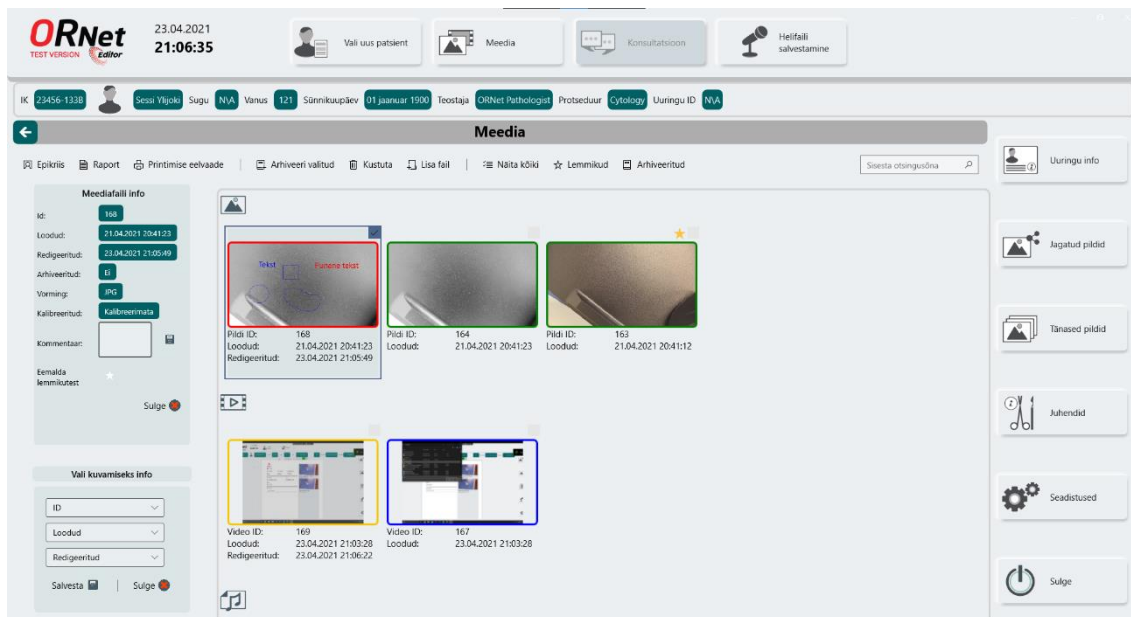 ORNet
TEST VERSION Editor
23.04.2021
21:06:35
Vali uus patsient
Meedia
Konsultatsioon
Helifaili
salvestamine
IK 23456-133B Sessi Ylijoki Sugu N\A Vanus 121 Sünnikuupäev 01 jaanuar 1900 Teostaja ORNet Pathologist Protseduur Cytology Uuringu ID N\A
Meedia
Epikriis Raport Printimise eelvaade | Arhiveeri valitud Kustuta Lisa fail | Näita kõiki Lemmikud Arhiveeritud Sisesta otsingusõna
Meediafaili info
Id: 168
Loodud: 21.04.2021 20:41:23
Redigeeritud: 23.04.2021 21:05:49
Arhiveeritud: Ei
Vorming: JPG
Kalibreeritud: Kalibreerimata
Kommentaar:
Eemalda
lemmikutest
Sulge
Vali kuvamiseks info
ID
Loodud
Redigeeritud
Salvesta | Sulge
Tekst Punane tekst
Pildi ID: 168
Loodud: 21.04.2021 20:41:23
Redigeeritud: 23.04.2021 21:05:49
Pildi ID: 164
Loodud: 21.04.2021 20:41:23
Pildi ID: 163
Loodud: 21.04.2021 20:41:12
Video ID: 169
Loodud: 23.04.2021 21:03:28
Redigeeritud: 23.04.2021 21:06:22
Video ID: 167
Loodud: 23.04.2021 21:03:28
Uuringu info
Jagatud pildid
Tänased pildid
Juhendid
Seadistused
Sulge